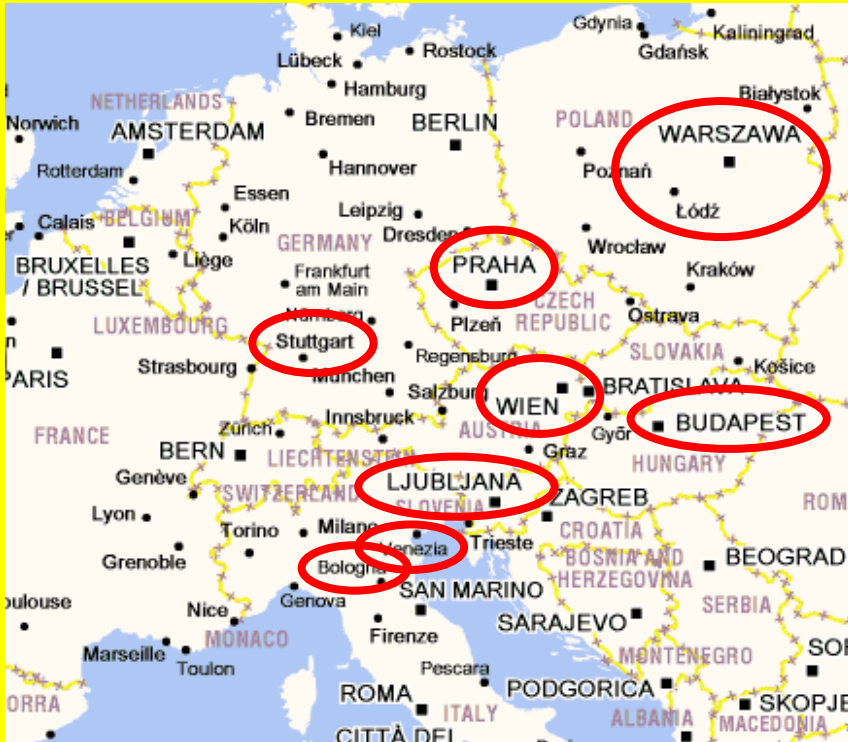 Kiel
Gdynia
Kaliningrad
Gdańsk
Rostock
Lübeck
Hamburg
Białystok
NETHERLANDS
Bremen
POLAND
Norwich
AMSTERDAM
BERLIN
WARSZAWA
Hannover
Poznań
Rotterdam
Essen
Łódź
Leipzig
Calais
BELGIUM
Köln
Dresden
GERMANY
Wrocław
BRUXELLES
/ BRUSSEL
Liège
Frankfurt
am Main
PRAHA
Kraków
CZECH
REPUBLIC
Nürnberg
Plzeň
Ostrava
LUXEMBOURG
Stuttgart
Regensburg
SLOVAKIA
Košice
Strasbourg
PARIS
München
Salzburg
BRATISLAVA
WIEN
Innsbruck
Zürich
AUSTRIA
Győr
BUDAPEST
FRANCE
BERN
Graz
LIECHTENSTEIN
HUNGARY
Genève
SWITZERLAND
LJUBLJANA
SLOVENIA
ZAGREB
ROM
Lyon
Torino
Milano
Trieste
CROATIA
Venezia
Grenoble
Bologna
BOSNIA AND
HERZEGOVINA
BEOGRAD
Genova
SAN MARINO
oulouse
Nice
SERBIA
MONACO
Firenze
SARAJEVO
Marseille
Toulon
MONTENEGRO
SOF
Pescara
ORRA
ROMA
PODGORICA
ITALY
ALBANIA
SKOPJE
MACEDONIA
CITTÀ DEL